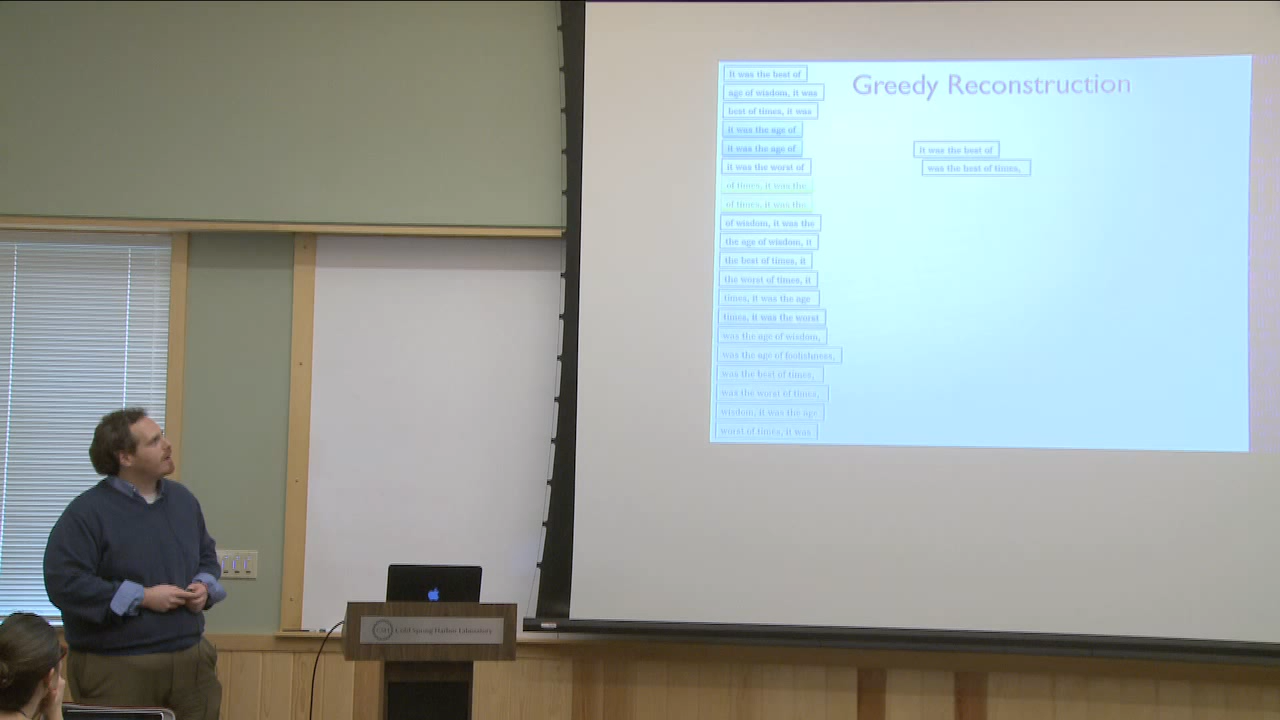 Greedy Reconstruction
It was the best of
age of wisdom, it was
best of times, it was
it was the age of
it was the age of
it was the worst of
of times, it was the
of times, it was the
of wisdom, it was the
the age of wisdom, it
the best of times, it
the worst of times, it
times, it was the age
times, it was the worst
was the age of wisdom,
was the age of foolishness,
was the best of times,
was the worst of times,
wisdom, it was the age
worst of times, it was
it was the best of
was the best of times,
Cold Spring Harbor Laboratory